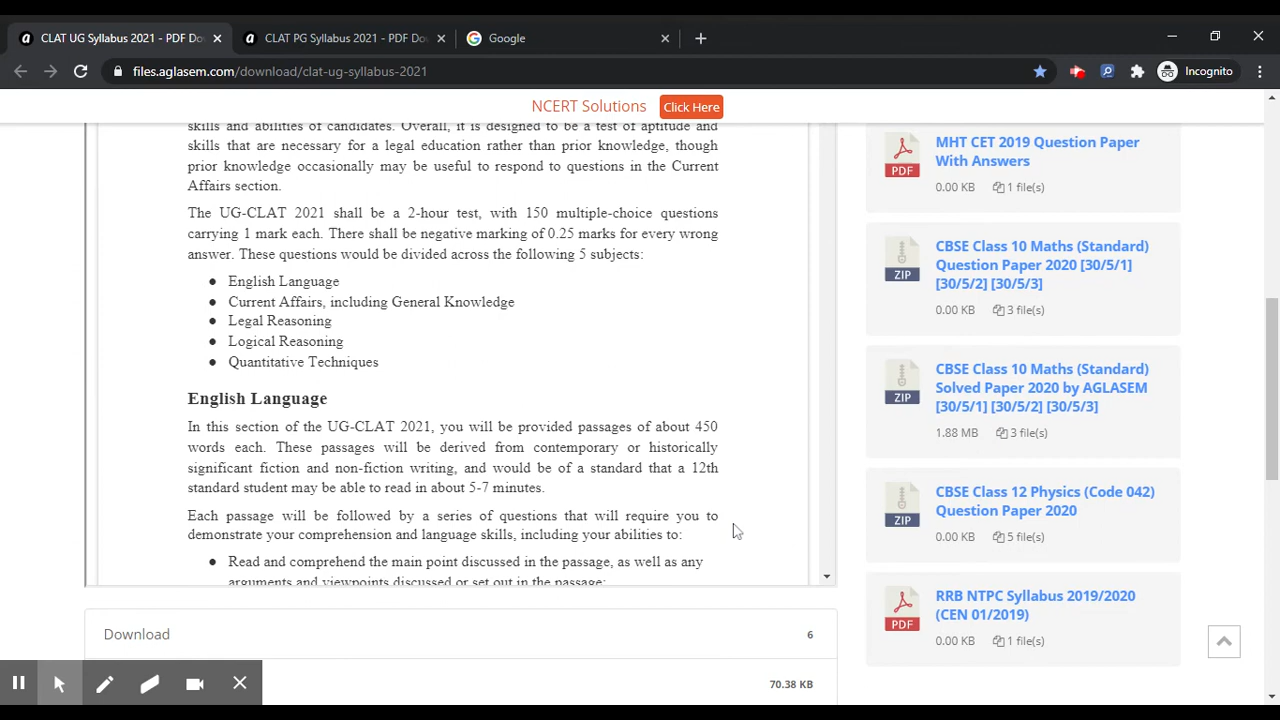 CLAT UG Syllabus 2021 - PDF Do
CLAT PG Syllabus 2021 - PDF Do
Google
files.aglasem.com/download/clat-ug-syllabus-2021
Incognito
NCERT Solutions
Click Here
skills and abilities of candidates. Overall, it is designed to be a test of aptitude and
skills that are necessary for a legal education rather than prior knowledge, though
prior knowledge occasionally may be useful to respond to questions in the Current
Affairs section.
The UG-CLAT 2021 shall be a 2-hour test, with 150 multiple-choice questions
carrying 1 mark each. There shall be negative marking of 0.25 marks for every wrong
answer. These questions would be divided across the following 5 subjects:
● English Language
● Current Affairs, including General Knowledge
● Legal Reasoning
● Logical Reasoning
● Quantitative Techniques
English Language
In this section of the UG-CLAT 2021, you will be provided passages of about 450
words each. These passages will be derived from contemporary or historically
significant fiction and non-fiction writing, and would be of a standard that a 12th
standard student may be able to read in about 5-7 minutes.
Each passage will be followed by a series of questions that will require you to
demonstrate your comprehension and language skills, including your abilities to:
● Read and comprehend the main point discussed in the passage, as well as any
arguments and viewpoints discussed or set out in the passage;
Download
6
70.38 KB
PDF
MHT CET 2019 Question Paper
With Answers
0.00 KB
1 file(s)
ZIP
CBSE Class 10 Maths (Standard)
Question Paper 2020 [30/5/1]
[30/5/2] [30/5/3]
0.00 KB
3 file(s)
ZIP
CBSE Class 10 Maths (Standard)
Solved Paper 2020 by AGLASEM
[30/5/1] [30/5/2] [30/5/3]
1.88 MB
3 file(s)
ZIP
CBSE Class 12 Physics (Code 042)
Question Paper 2020
0.00 KB
5 file(s)
PDF
RRB NTPC Syllabus 2019/2020
(CEN 01/2019)
0.00 KB
1 file(s)